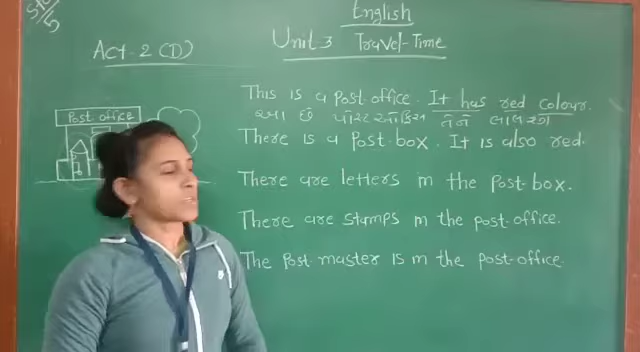 English
Unit-3 Travel-Time
Act-2 (D)
Post-office
This is a Post-office. It has red colour.
આ છે પોસ્ટ ઓફિસ તેને લાલ રંગ
There is a Post-box. It is also red.
There are letters in the Post-box.
There are stamps in the post-office.
The Post-master is in the post-office.